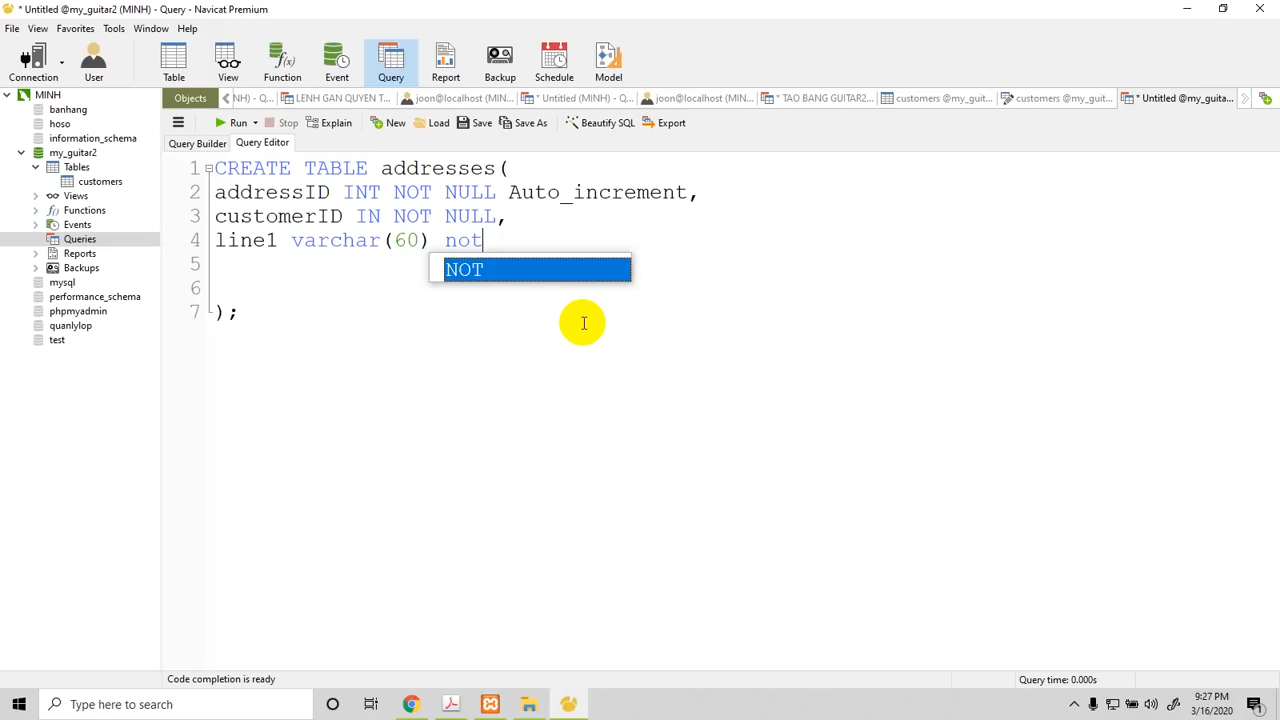 * Untitled @my_guitar2 (MINH) - Query - Navicat Premium
File View Favorites Tools Window Help
Connection User Table View Function Event Query Report Backup Schedule Model
MINH
banhang
hoso
information_schema
my_guitar2
Tables
customers
Views
Functions
Events
Queries
Reports
Backups
mysql
performance_schema
phpmyadmin
quanlylop
test
Objects NH) - Q... LENH GAN QUYEN T... joon@localhost (MIN... * Untitled (MINH) - Q... joon@localhost (MIN... * TAO BANG GUITAR2... customers @my_guit... customers @my_guit... * Untitled @my_guita...
Run Stop Explain New Load Save Save As Beautify SQL Export
Query Builder Query Editor
1 CREATE TABLE addresses(
2 addressID INT NOT NULL Auto_increment,
3 customerID IN NOT NULL,
4 line1 varchar(60) not
NOT
5
6
7 );
Code completion is ready
Query time: 0.000s
Type here to search
9:27 PM
3/16/2020
1